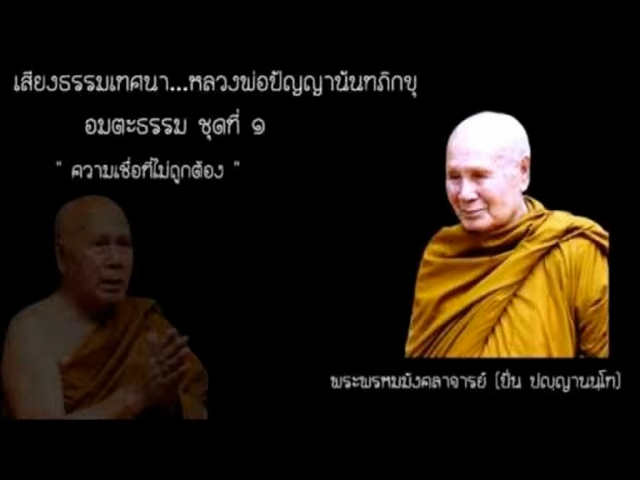 เสียงธรรมเทศนา...หลวงพ่อปัญญานันทภิกขุ
อมตะธรรม ชุดที่ ๑
" ความเชื่อที่ไม่ถูกต้อง "
พระพรหมมังคลาจารย์ (ปั่น ปญฺญานนฺโท)